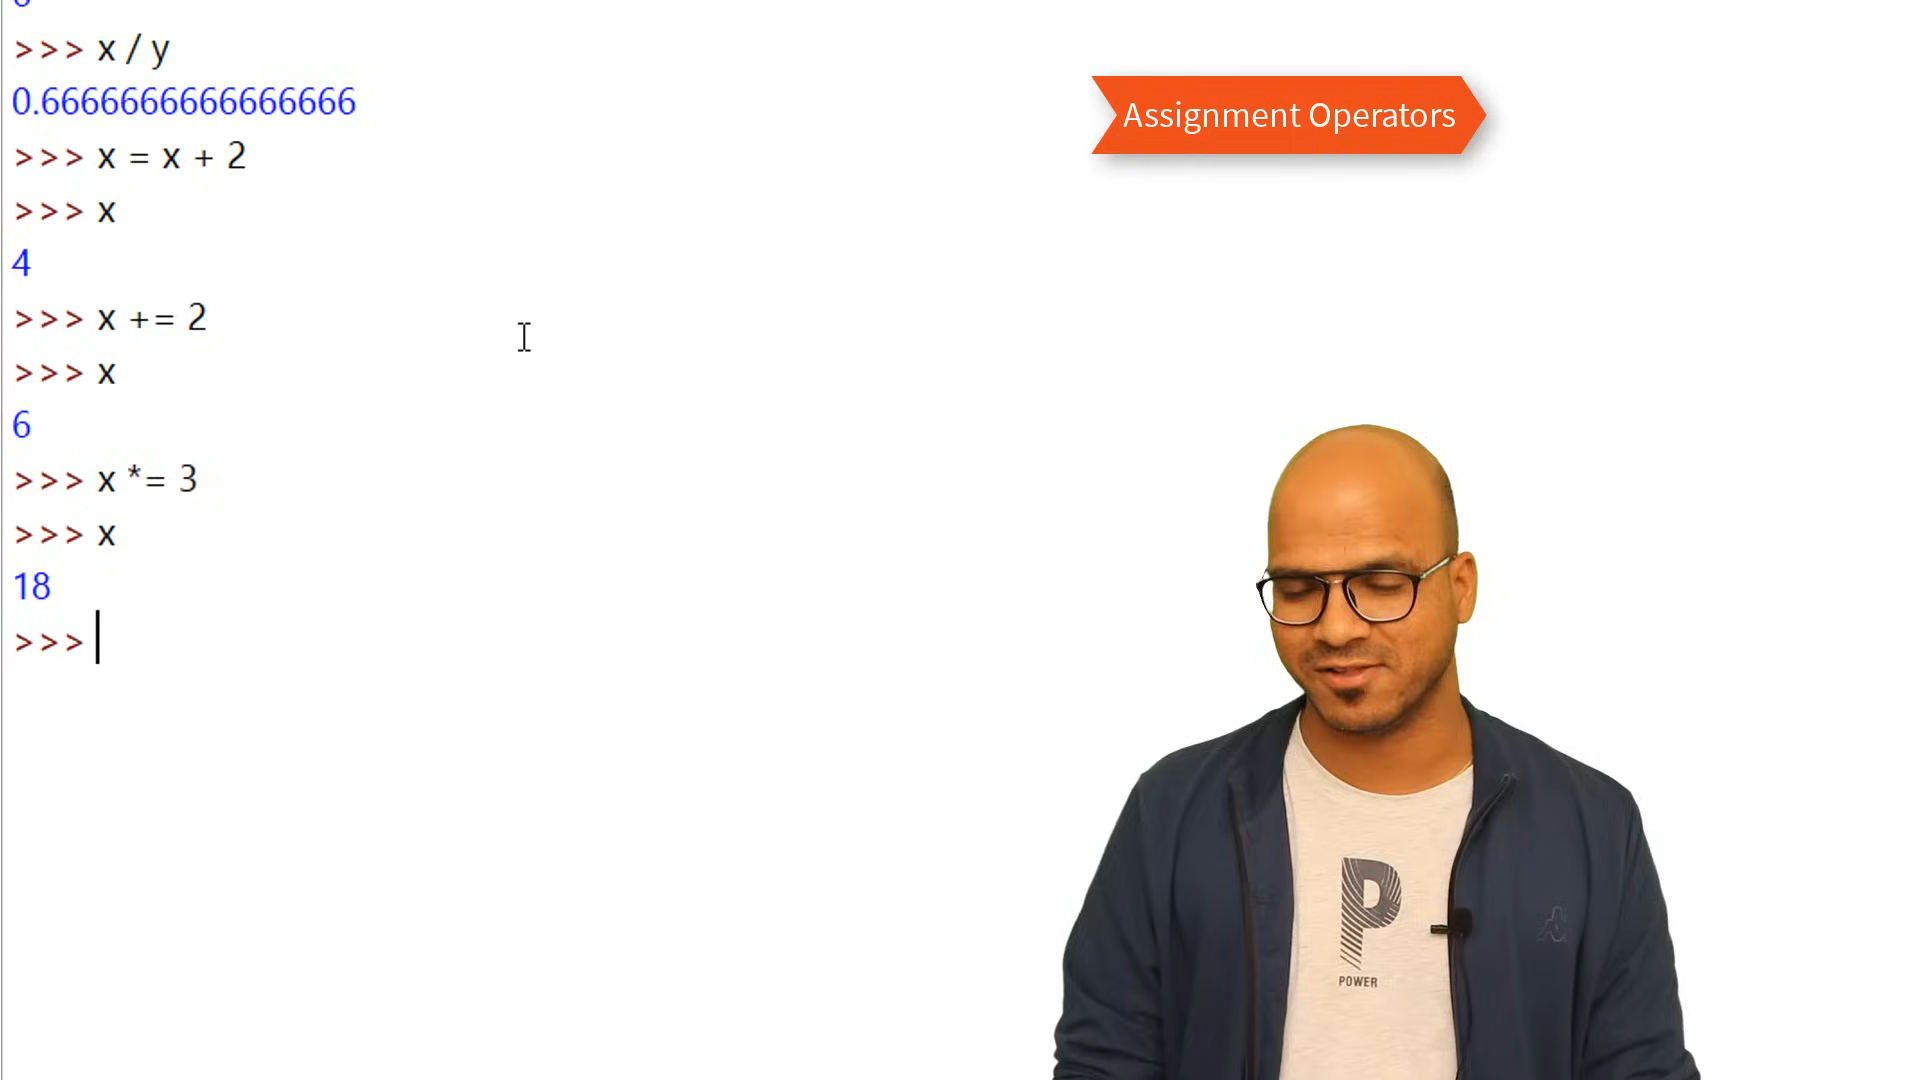 >>> x / y
0.6666666666666666
>>> x = x + 2
>>> x
4
>>> x += 2
>>> x
6
>>> x *= 3
>>> x
18
>>>
Assignment Operators
P
POWER